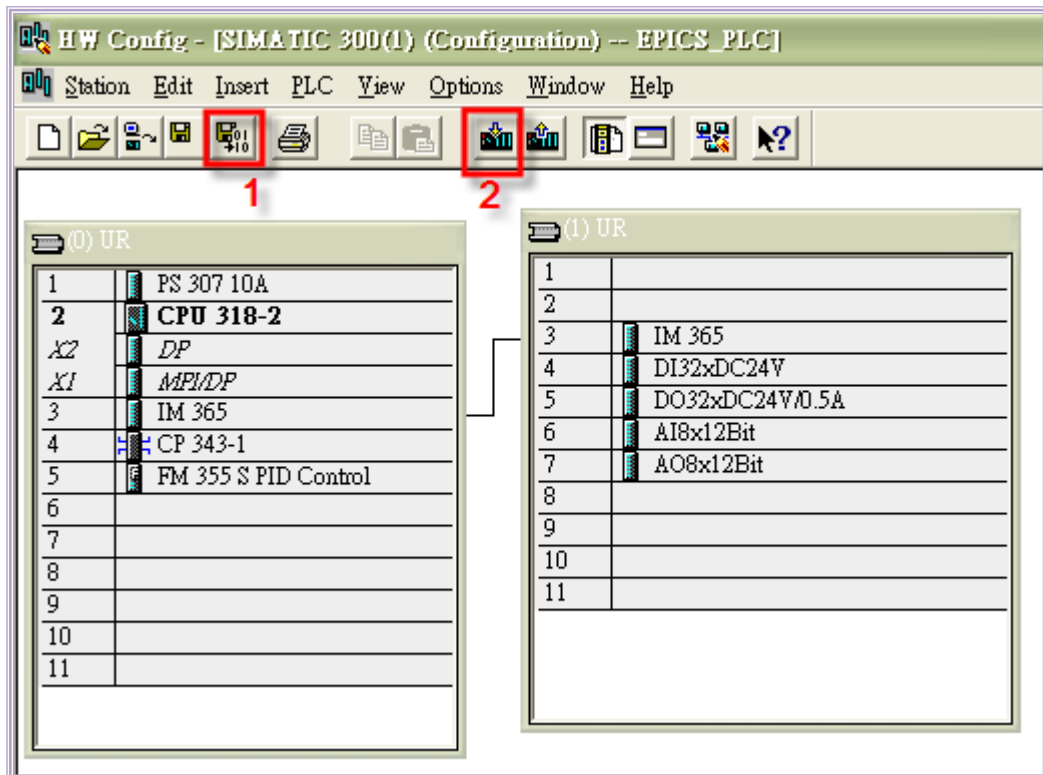 HW Config - [SIMATIC 300(1) (Configuration) -- EPICS_PLC]
Station Edit Insert PLC View Options Window Help
1
2
(0) UR
1 PS 307 10A
2 CPU 318-2
X2 DP
X1 MPI/DP
3 IM 365
4 CP 343-1
5 FM 355 S PID Control
6
7
8
9
10
11
(1) UR
1
2
3 IM 365
4 DI32xDC24V
5 DO32xDC24V/0.5A
6 AI8x12Bit
7 AO8x12Bit
8
9
10
11